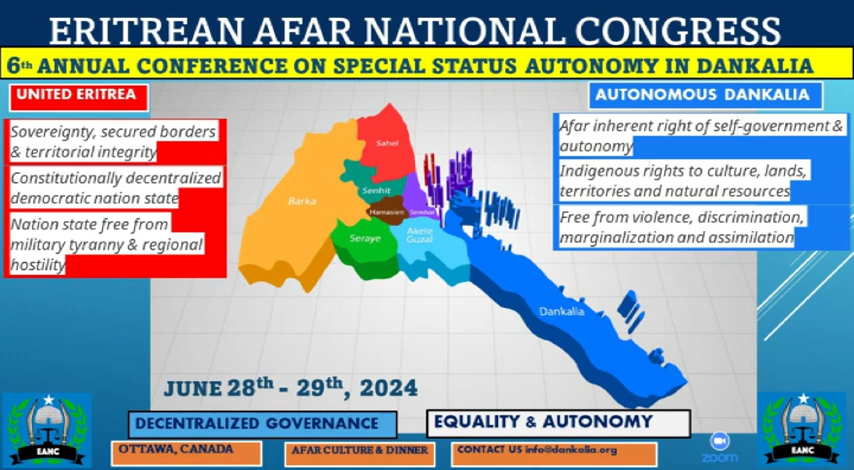 ERITREAN AFAR NATIONAL CONGRESS
6th ANNUAL CONFERENCE ON SPECIAL STATUS AUTONOMY IN DANKALIA
UNITED ERITREA
Sovereignty, secured borders
& territorial integrity
Constitutionally decentralized
democratic nation state
Nation state free from
military tyranny & regional
hostility
AUTONOMOUS DANKALIA
Afar inherent right of self-government &
autonomy
Indigenous rights to culture, lands,
territories and natural resources
Free from violence, discrimination,
marginalization and assimilation
Sahel
Senhit
Barka
Hamasien
Semhar
Seraye
Akele
Guzai
Dankalia
JUNE 28th - 29th, 2024
DECENTRALIZED GOVERNANCE
EQUALITY & AUTONOMY
OTTAWA, CANADA
AFAR CULTURE & DINNER
CONTACT US info@dankalia.org
zoom
EANC
EANC